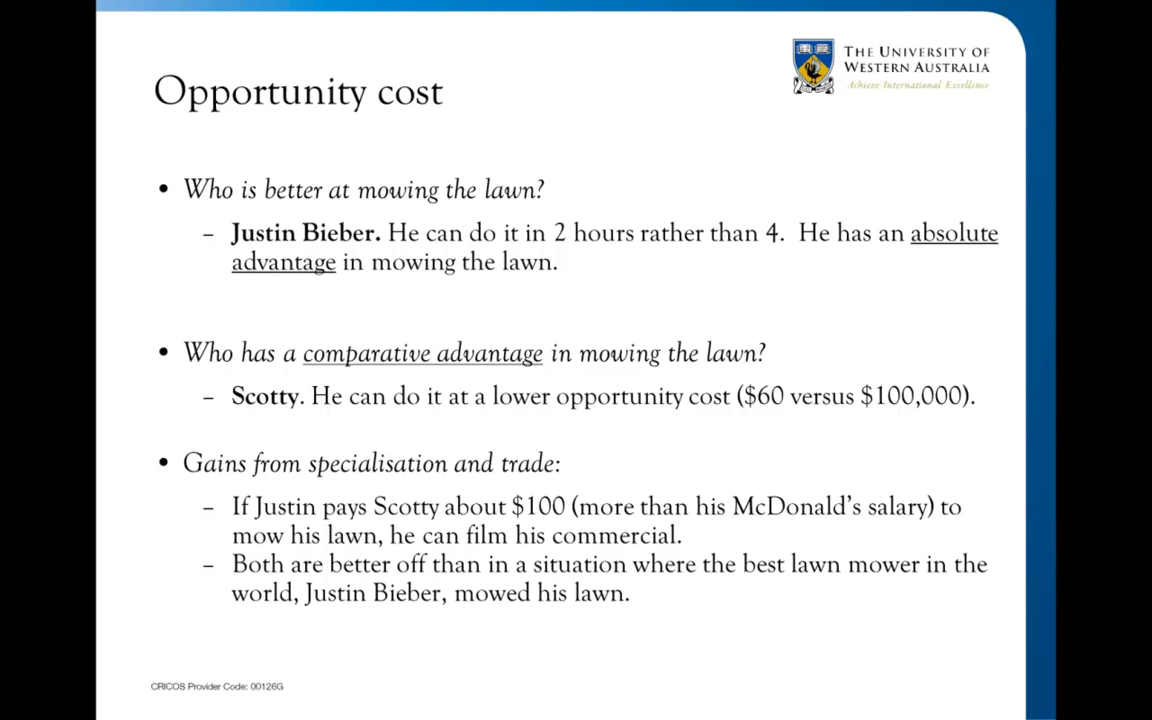 THE UNIVERSITY OF
WESTERN AUSTRALIA
Achieve International Excellence
Opportunity cost
• Who is better at mowing the lawn?
– Justin Bieber. He can do it in 2 hours rather than 4. He has an absolute
advantage in mowing the lawn.
• Who has a comparative advantage in mowing the lawn?
– Scotty. He can do it at a lower opportunity cost ($60 versus $100,000).
• Gains from specialisation and trade:
– If Justin pays Scotty about $100 (more than his McDonald's salary) to
mow his lawn, he can film his commercial.
– Both are better off than in a situation where the best lawn mower in the
world, Justin Bieber, mowed his lawn.
CRICOS Provider Code: 00126G